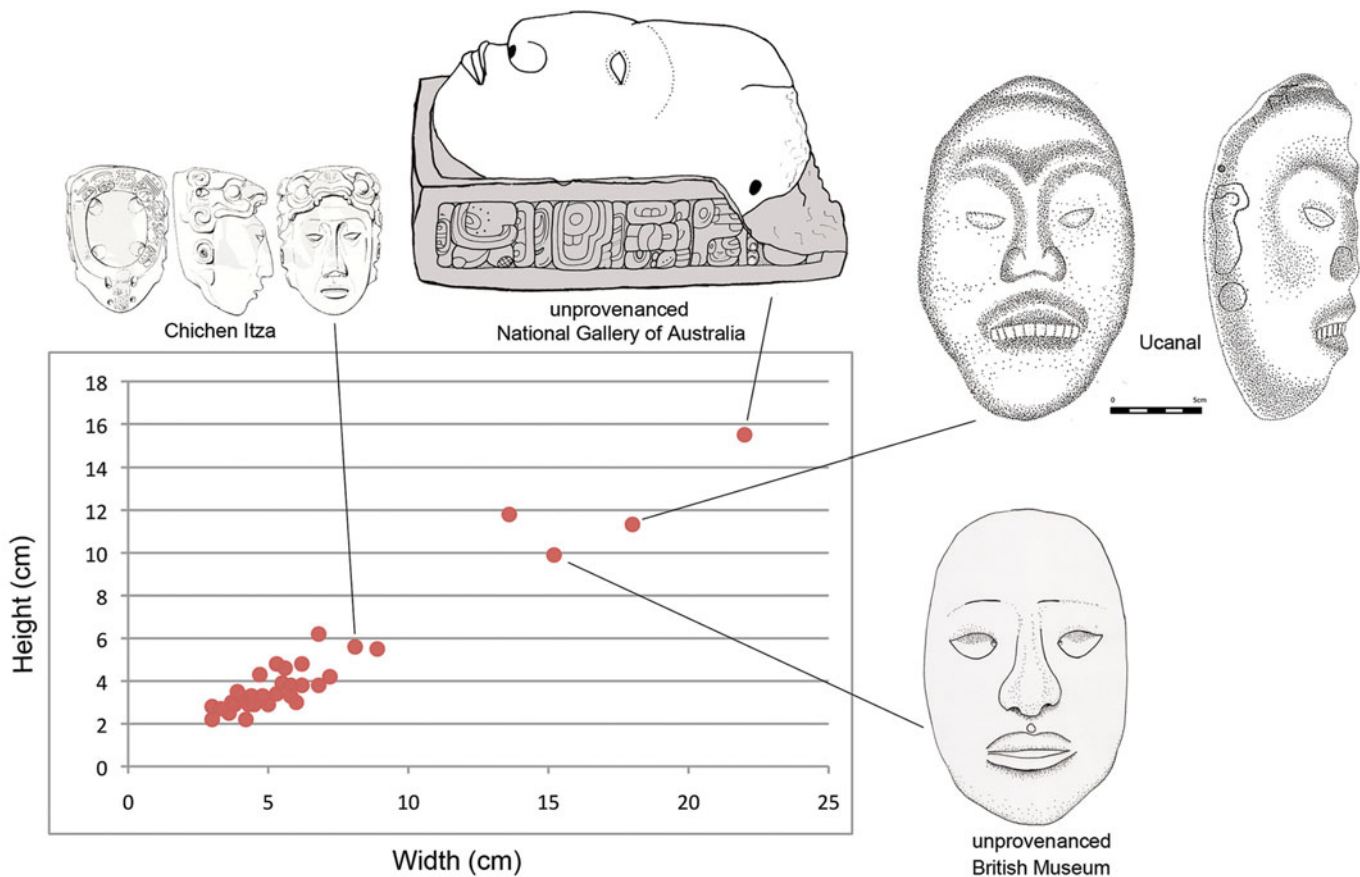 Chichen Itza
unprovenanced
National Gallery of Australia
Ucanal
0 5cm
18
16
14
12
10
8
6
4
2
0
Height (cm)
0 5 10 15 20 25
Width (cm)
unprovenanced
British Museum